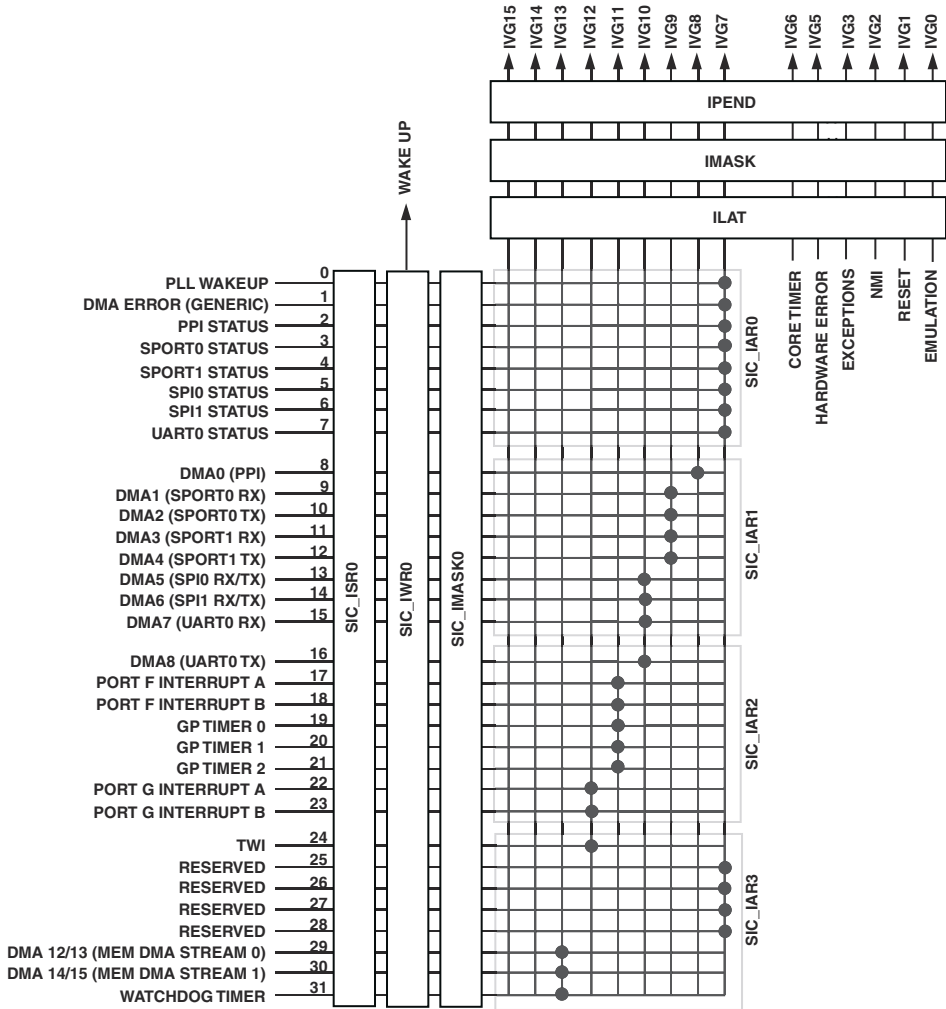 IVG15
IVG14
IVG13
IVG12
IVG11
IVG10
IVG9
IVG8
IVG7
IVG6
IVG5
IVG3
IVG2
IVG1
IVG0
IPEND
IMASK
ILAT
WAKE UP
CORE TIMER
HARDWARE ERROR
EXCEPTIONS
NMI
RESET
EMULATION
PLL WAKEUP 0
DMA ERROR (GENERIC) 1
PPI STATUS 2
SPORT0 STATUS 3
SPORT1 STATUS 4
SPI0 STATUS 5
SPI1 STATUS 6
UART0 STATUS 7
SIC_IAR0
DMA0 (PPI) 8
DMA1 (SPORT0 RX) 9
DMA2 (SPORT0 TX) 10
DMA3 (SPORT1 RX) 11
DMA4 (SPORT1 TX) 12
DMA5 (SPI0 RX/TX) 13
DMA6 (SPI1 RX/TX) 14
DMA7 (UART0 RX) 15
SIC_ISR0
SIC_IWR0
SIC_IMASK0
SIC_IAR1
DMA8 (UART0 TX) 16
PORT F INTERRUPT A 17
PORT F INTERRUPT B 18
GP TIMER 0 19
GP TIMER 1 20
GP TIMER 2 21
PORT G INTERRUPT A 22
PORT G INTERRUPT B 23
SIC_IAR2
TWI 24
RESERVED 25
RESERVED 26
RESERVED 27
RESERVED 28
DMA 12/13 (MEM DMA STREAM 0) 29
DMA 14/15 (MEM DMA STREAM 1) 30
WATCHDOG TIMER 31
SIC_IAR3